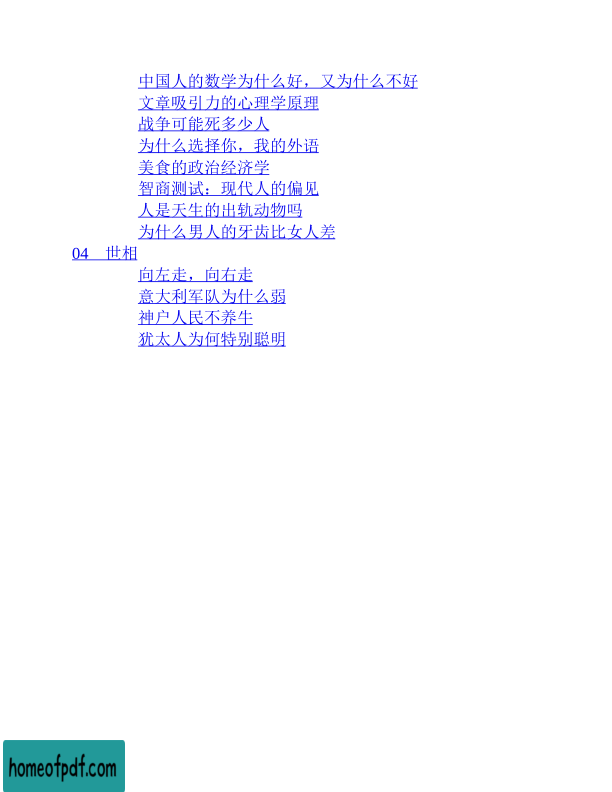 中国人的数学为什么好，又为什么不好
文章吸引力的心理学原理
战争可能死多少人
为什么选择你，我的外语
美食的政治经济学
智商测试：现代人的偏见
人是天生的出轨动物吗
为什么男人的牙齿比女人差
04　世相
向左走，向右走
意大利军队为什么弱
神户人民不养牛
犹太人为何特别聪明
homeofpdf.com